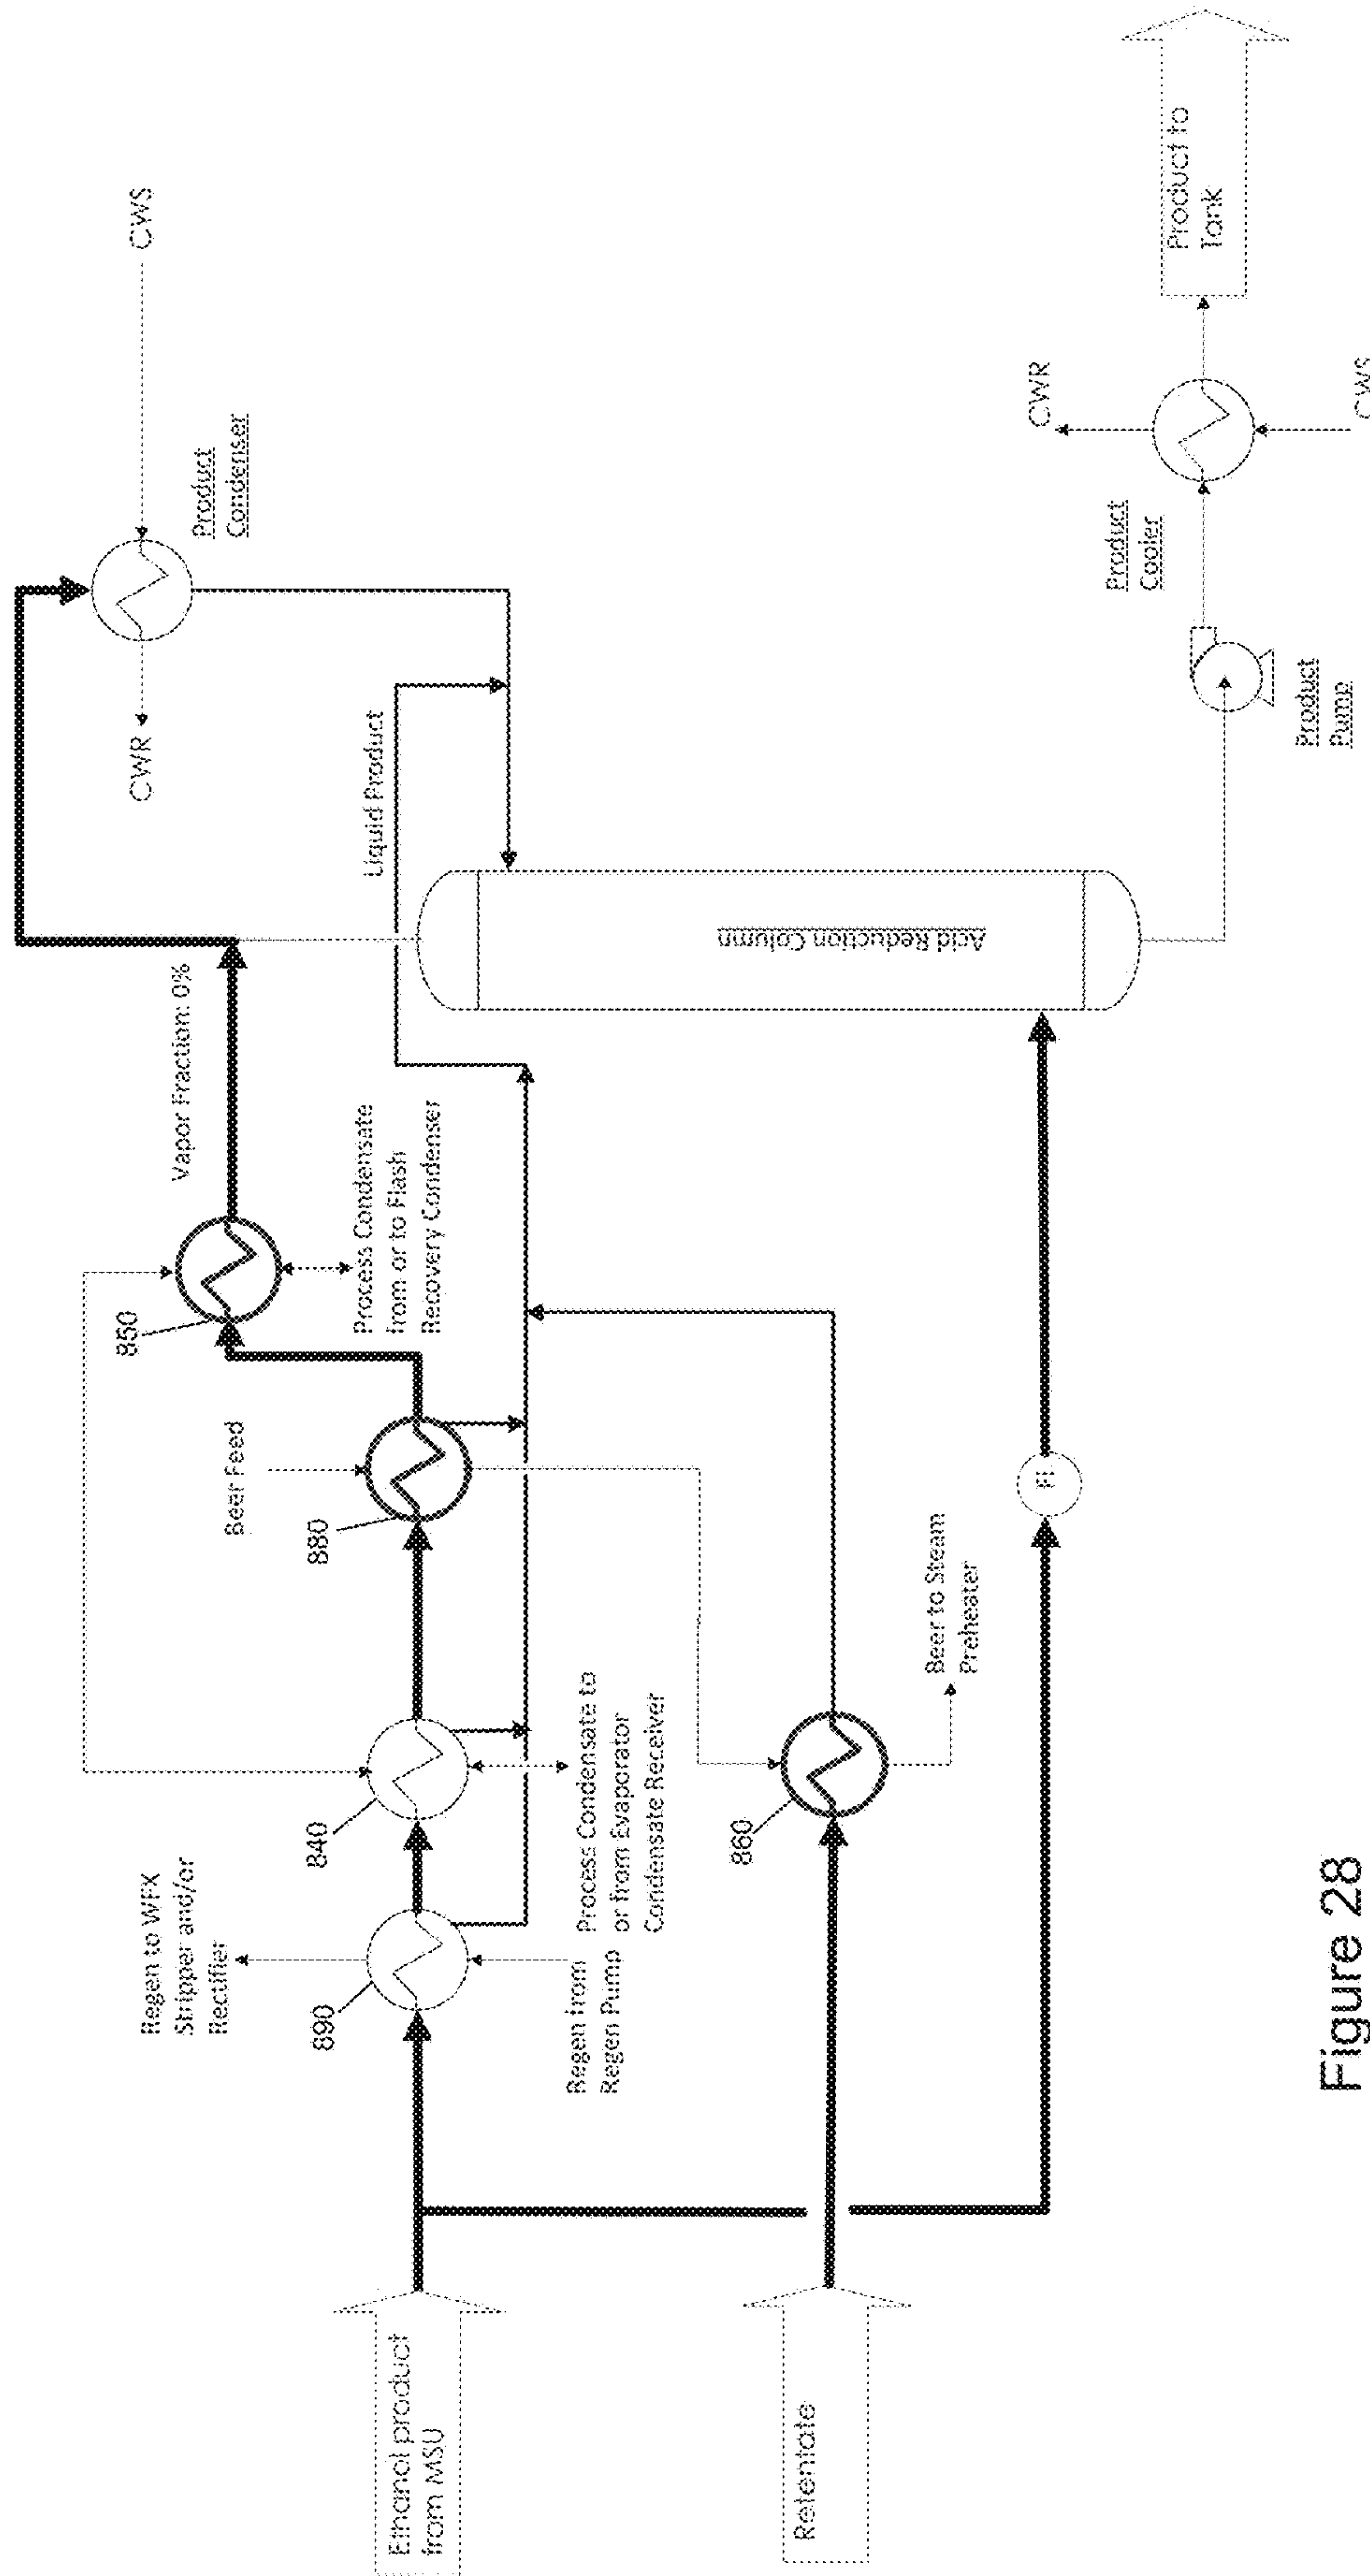 Ethanol product
from MSU
Retentate
890
Regen to WFX
Stripper and/or
Rectifier
Regen from
Regen Pump
840
Process Condensate to
or from Evaporator
Condensate Receiver
860
Beer to Steam
Preheater
880
Beer Feed
FI
850
Process Condensate
from or to Flash
Recovery Condenser
Vapor Fraction: 0%
Liquid Product
Acid Reduction Column
CWR
Product
Condenser
CWS
Product
Pump
Product
Cooler
CWR
CWS
Product to
Tank
Figure 28